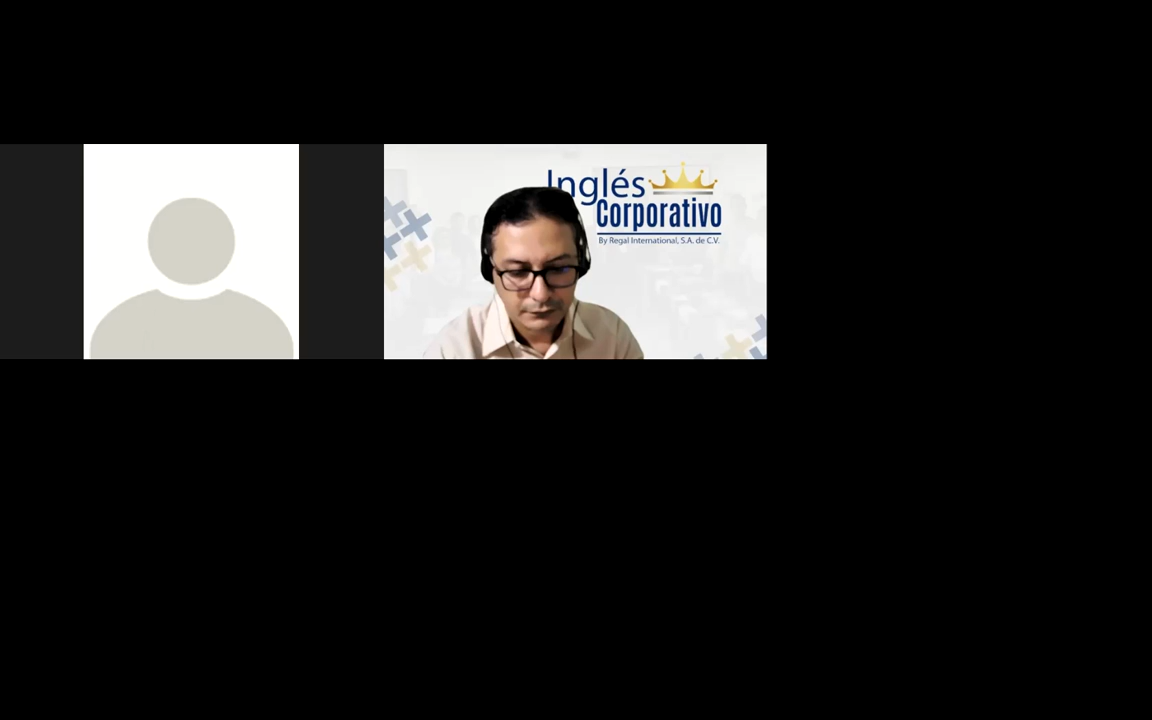 Inglés
Corporativo
By Regal International, S.A. de C.V.